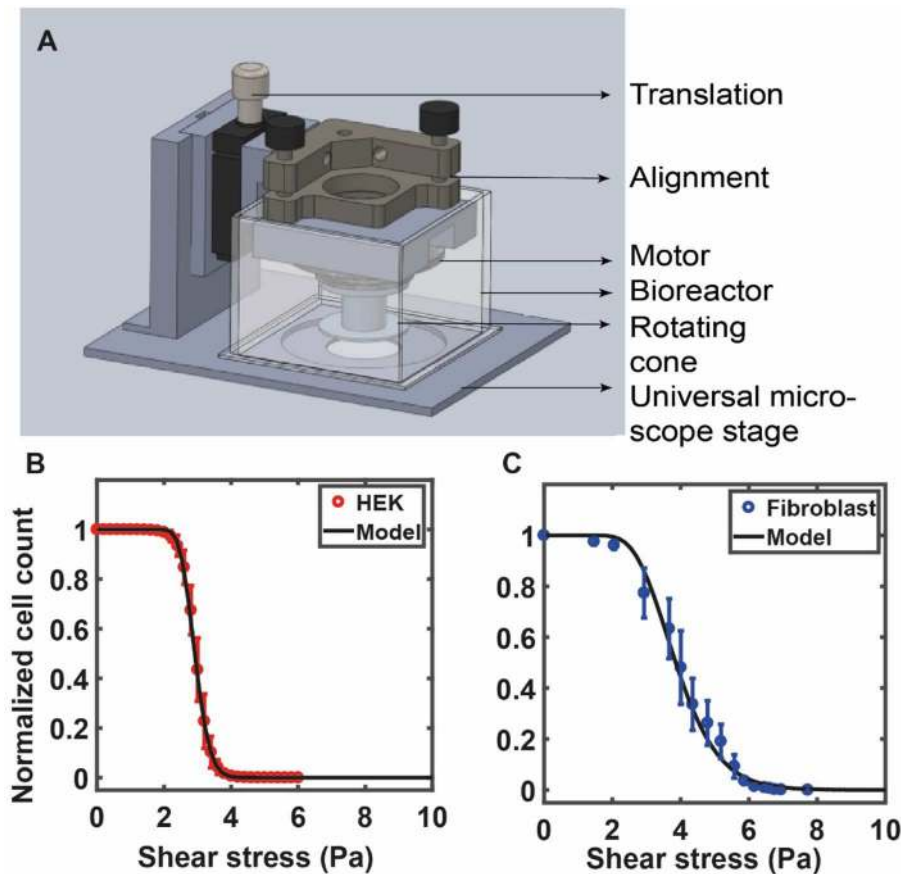 A
Translation
Alignment
Motor
Bioreactor
Rotating
cone
Universal micro-
scope stage
B
HEK
Model
Normalized cell count
1
0.8
0.6
0.4
0.2
0
0 2 4 6 8 10
Shear stress (Pa)
C
Fibroblast
Model
1
0.8
0.6
0.4
0.2
0
0 2 4 6 8 10
Shear stress (Pa)